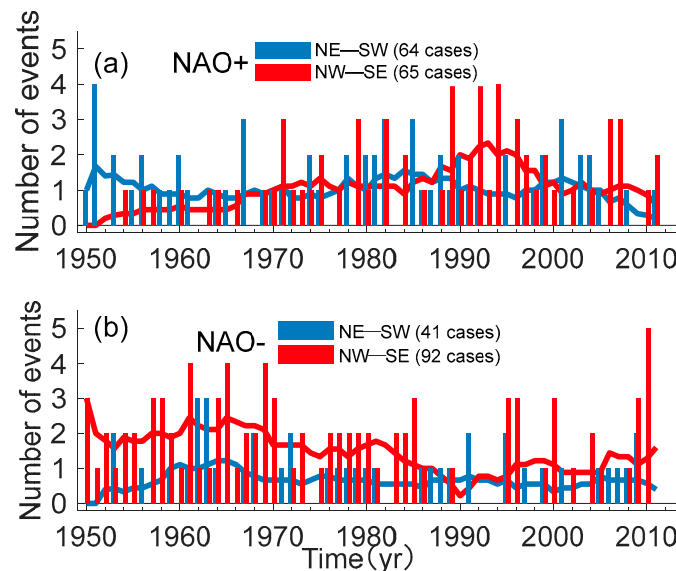 Number of events
5
4
3
2
1
0
(a)
NAO+
NE—SW (64 cases)
NW—SE (65 cases)
1950 1960 1970 1980 1990 2000 2010
Number of events
5
4
3
2
1
0
(b)
NAO-
NE—SW (41 cases)
NW—SE (92 cases)
1950 1960 1970 1980 1990 2000 2010
Time(yr)